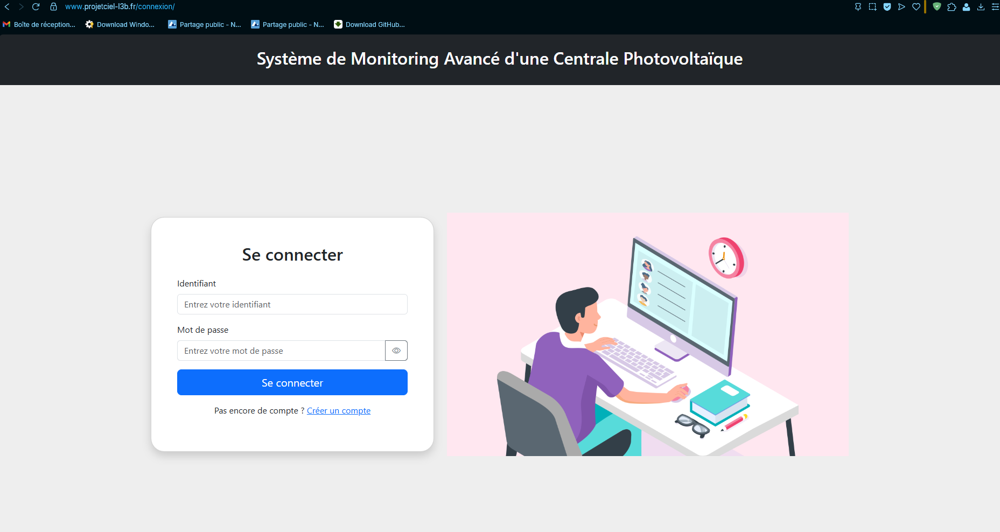 www.projetciel-l3b.fr/connexion/
Boîte de réception... Download Windo... Partage public - N... Partage public - N... Download GitHub...
Système de Monitoring Avancé d'une Centrale Photovoltaïque
Se connecter
Identifiant
Entrez votre identifiant
Mot de passe
Entrez votre mot de passe
Se connecter
Pas encore de compte ? Créer un compte